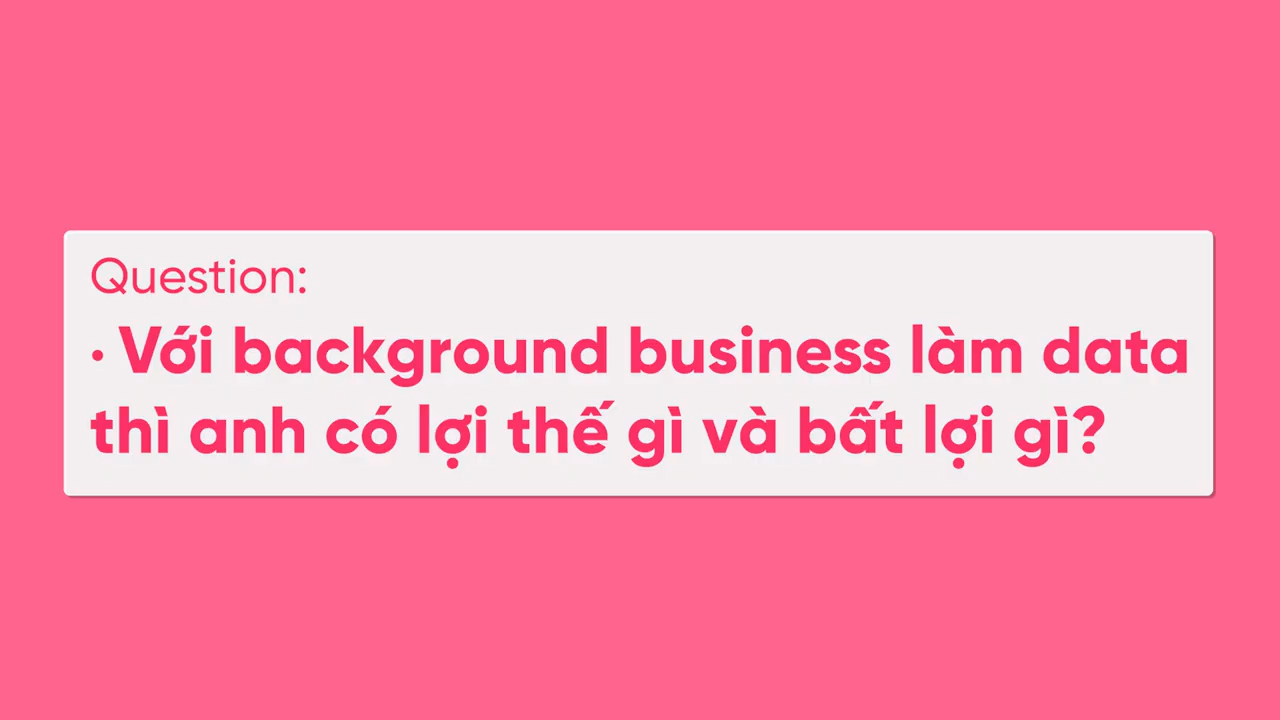 Question:
· Với background business làm data
thì anh có lợi thế gì và bất lợi gì?